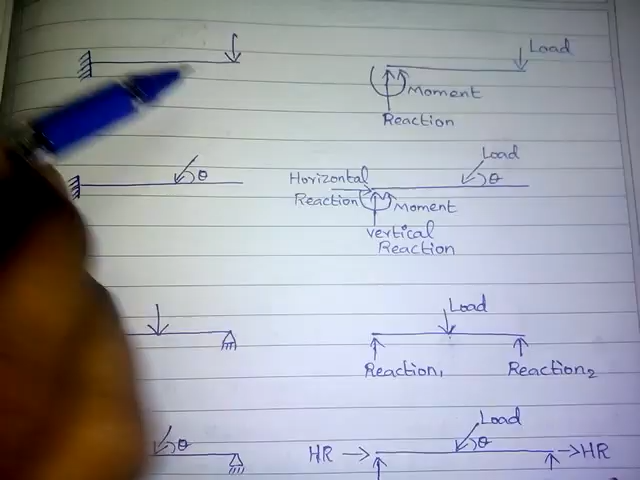 Load
Moment
Reaction
θ
Load
θ
Horizontal
Reaction
Moment
vertical
Reaction
Load
Reaction₁
Reaction₂
θ
Load
θ
HR
HR